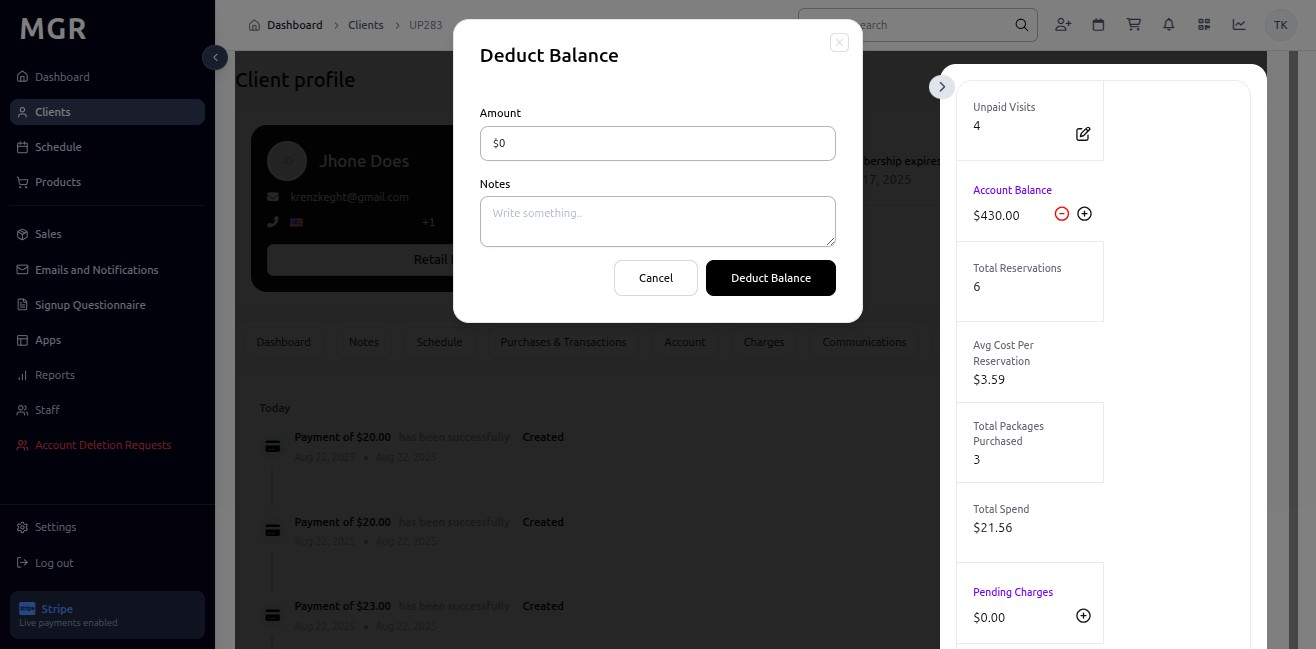 MGR
Dashboard
Clients
Schedule
Products
Sales
Emails and Notifications
Signup Questionnaire
Apps
Reports
Staff
Account Deletion Requests
Settings
Log out
Stripe
Live payments enabled
Dashboard > Clients > UP283
earch
TK
Client profile
Jhone Does
krenzkeght@gmail.com
+1
Retail
bership expires
17, 2025
Dashboard Notes Schedule Purchases & Transactions Account Charges Communications
Today
Payment of $20.00 has been successfully Created
Aug 22, 2025 • Aug 22, 2025
Payment of $20.00 has been successfully Created
Aug 22, 2025 • Aug 22, 2025
Payment of $23.00 has been successfully Created
Aug 22, 2025 • Aug 22, 2025
Deduct Balance
Amount
$0
Notes
Write something..
Cancel
Deduct Balance
Unpaid Visits
4
Account Balance
$430.00
Total Reservations
6
Avg Cost Per
Reservation
$3.59
Total Packages
Purchased
3
Total Spend
$21.56
Pending Charges
$0.00